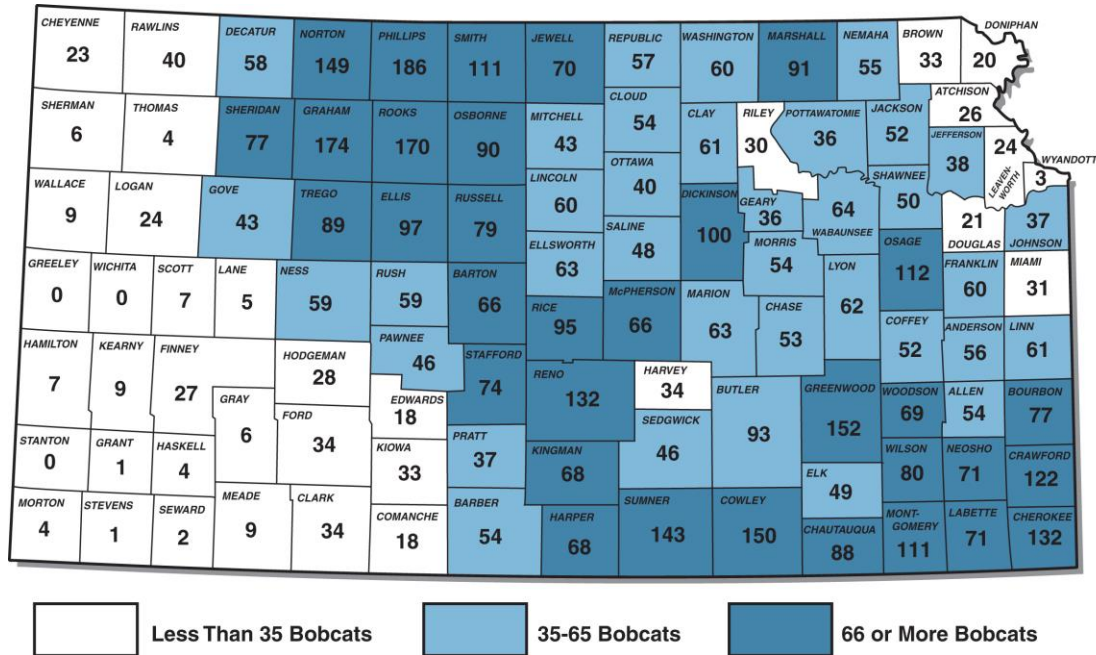 CHEYENNE
23
RAWLINS
40
DECATUR
58
NORTON
149
PHILLIPS
186
SMITH
111
JEWELL
70
REPUBLIC
57
WASHINGTON
60
MARSHALL
91
NEMAHA
55
BROWN
33
DONIPHAN
20
SHERMAN
6
THOMAS
4
SHERIDAN
77
GRAHAM
174
ROOKS
170
OSBORNE
90
MITCHELL
43
CLOUD
54
CLAY
61
RILEY
30
POTTAWATOMIE
36
JACKSON
52
ATCHISON
26
JEFFERSON
38
24
LEAVEN-
WORTH
WYANDOTT
3
WALLACE
9
LOGAN
24
GOVE
43
TREGO
89
ELLIS
97
RUSSELL
79
LINCOLN
60
OTTAWA
40
SALINE
48
DICKINSON
100
GEARY
36
64
WABAUNSEE
SHAWNEE
50
21
DOUGLAS
37
JOHNSON
GREELEY
0
WICHITA
0
SCOTT
7
LANE
5
NESS
59
RUSH
59
BARTON
66
ELLSWORTH
63
RICE
95
McPHERSON
66
MARION
63
MORRIS
54
CHASE
53
LYON
62
OSAGE
112
FRANKLIN
60
MIAMI
31
HAMILTON
7
KEARNY
9
FINNEY
27
HODGEMAN
28
PAWNEE
46
STAFFORD
74
RENO
132
HARVEY
34
BUTLER
93
GREENWOOD
152
COFFEY
52
ANDERSON
56
LINN
61
GRAY
6
FORD
34
EDWARDS
18
PRATT
37
KINGMAN
68
SEDGWICK
46
WOODSON
69
ALLEN
54
BOURBON
77
STANTON
0
GRANT
1
HASKELL
4
KIOWA
33
ELK
49
WILSON
80
NEOSHO
71
CRAWFORD
122
MORTON
4
STEVENS
1
SEWARD
2
MEADE
9
CLARK
34
COMANCHE
18
BARBER
54
HARPER
68
SUMNER
143
COWLEY
150
CHAUTAUQUA
88
MONT-
GOMERY
111
LABETTE
71
CHEROKEE
132
Less Than 35 Bobcats
35-65 Bobcats
66 or More Bobcats